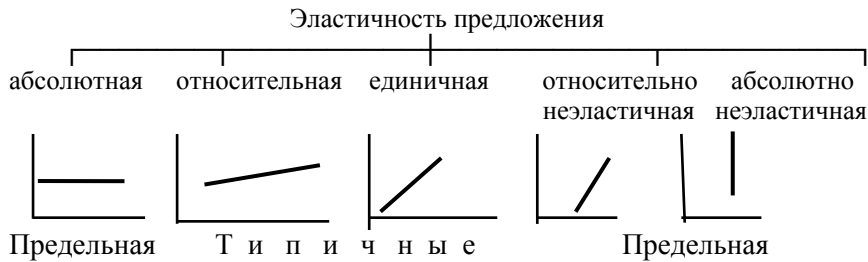 Эластичность предложения
абсолютная относительная единичная относительно абсолютно
неэластичная неэластичная
Предельная Т и п и ч н ы е Предельная